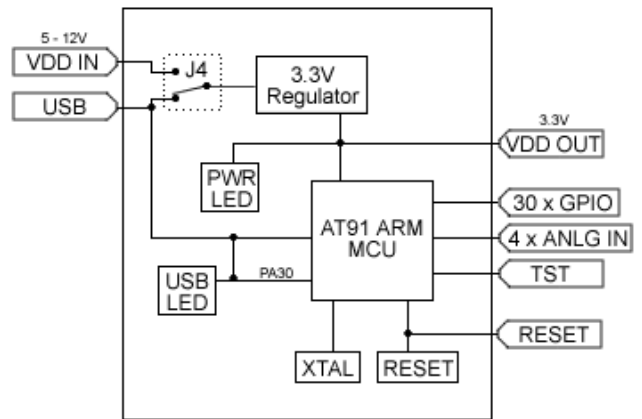 5 - 12V
VDD IN
USB
J4
3.3V
Regulator
3.3V
VDD OUT
PWR
LED
AT91 ARM
MCU
30 x GPIO
4 x ANLG IN
TST
USB
LED
PA30
RESET
XTAL
RESET